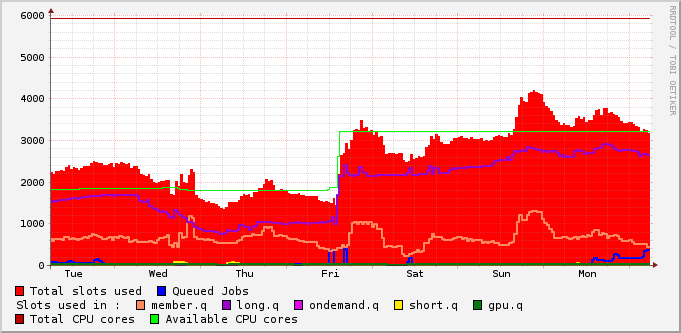 6000
5000
4000
3000
2000
1000
0
Tue Wed Thu Fri Sat Sun Mon
RRDTOOL / TOBI OETIKER
Total slots used Queued Jobs
Slots used in : member.q long.q ondemand.q short.q gpu.q
Total CPU cores Available CPU cores